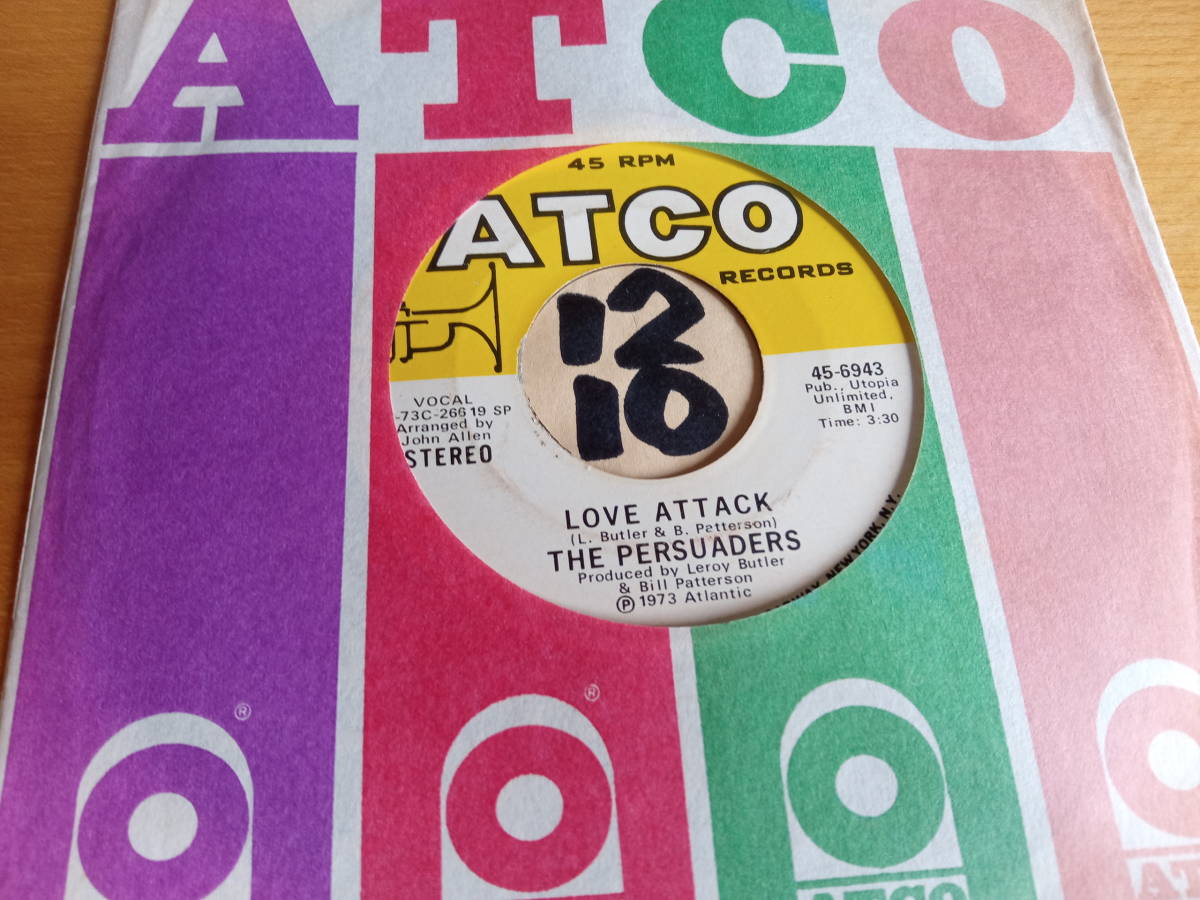 ATCO
45 RPM
ATCO
RECORDS
12
10
VOCAL
-73C-26619 SP
Arranged by
John Allen
STEREO
45-6943
Pub., Utopia
Unlimited,
BMI
Time: 3:30
LOVE ATTACK
(L. Butler & B. Patterson)
THE PERSUADERS
Produced by Leroy Butler
& Bill Patterson
℗ 1973 Atlantic
NEW YORK, N.Y.
®
®
ATCO